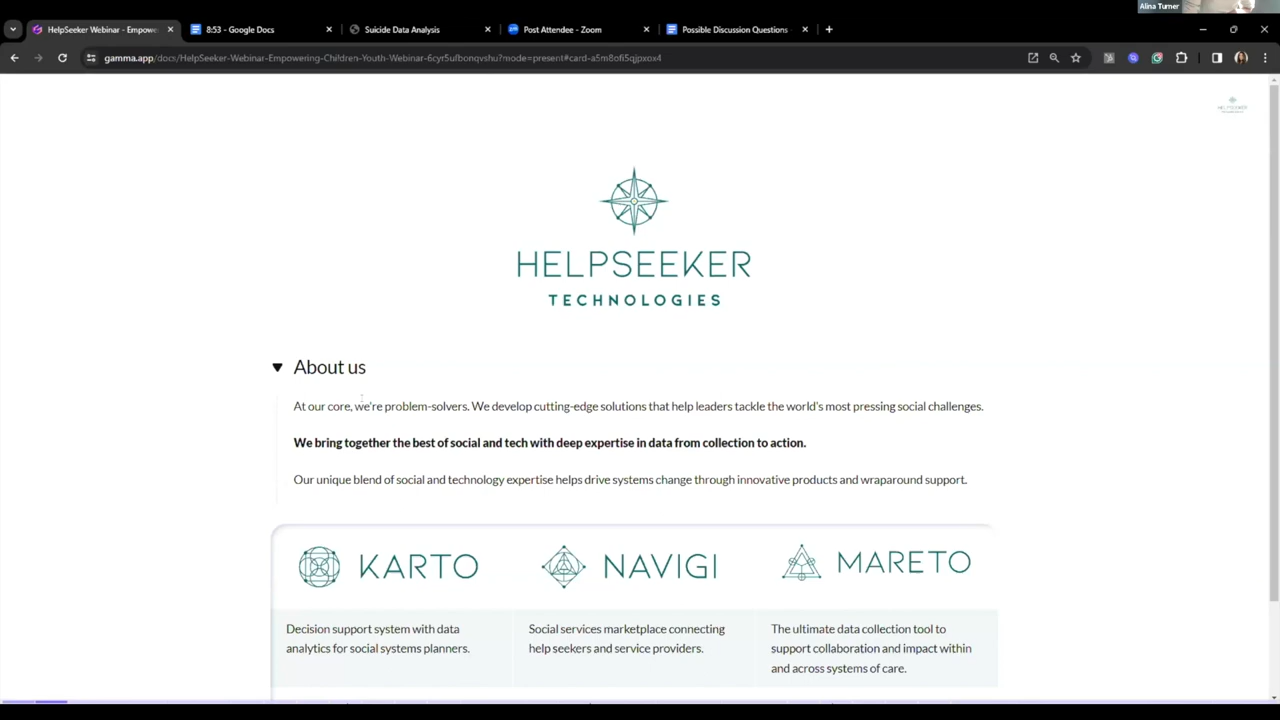 Alina Turner
HelpSeeker Webinar - Empowe
8:53 - Google Docs
Suicide Data Analysis
Post Attendee - Zoom
Possible Discussion Questions
gamma.app/docs/HelpSeeker-Webinar-Empowering-Children-Youth-Webinar-6cyr5ufbonqvshu?mode=present#card-a5m8ofi5qjpxox4
HELPSEEKER
TECHNOLOGIES
About us
At our core, we're problem-solvers. We develop cutting-edge solutions that help leaders tackle the world's most pressing social challenges.
We bring together the best of social and tech with deep expertise in data from collection to action.
Our unique blend of social and technology expertise helps drive systems change through innovative products and wraparound support.
KARTO
NAVIGI
MARETO
Decision support system with data
analytics for social systems planners.
Social services marketplace connecting
help seekers and service providers.
The ultimate data collection tool to
support collaboration and impact within
and across systems of care.